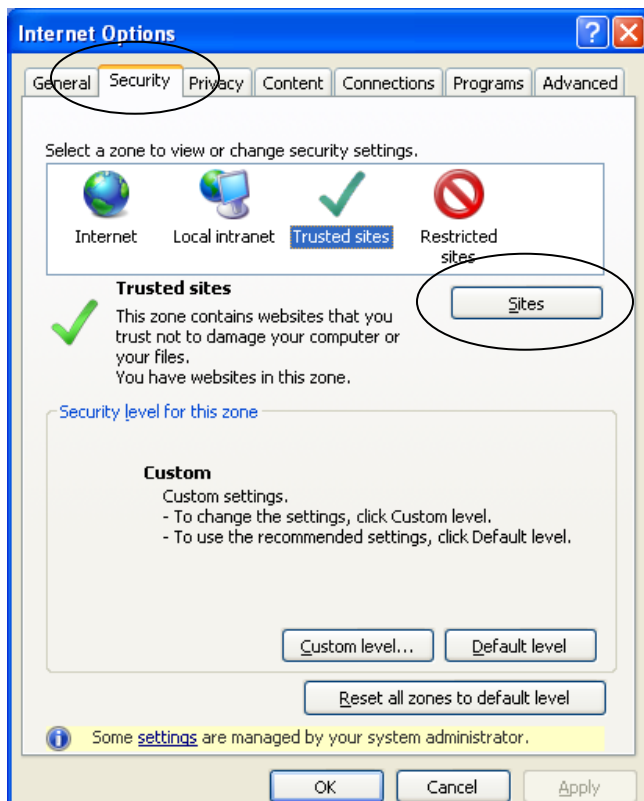 Internet Options
General Security Privacy Content Connections Programs Advanced
Select a zone to view or change security settings.
Internet Local intranet Trusted sites Restricted
sites
Trusted sites
Sites
This zone contains websites that you
trust not to damage your computer or
your files.
You have websites in this zone.
Security level for this zone
Custom
Custom settings.
- To change the settings, click Custom level.
- To use the recommended settings, click Default level.
Custom level... Default level
Reset all zones to default level
Some settings are managed by your system administrator.
OK Cancel Apply